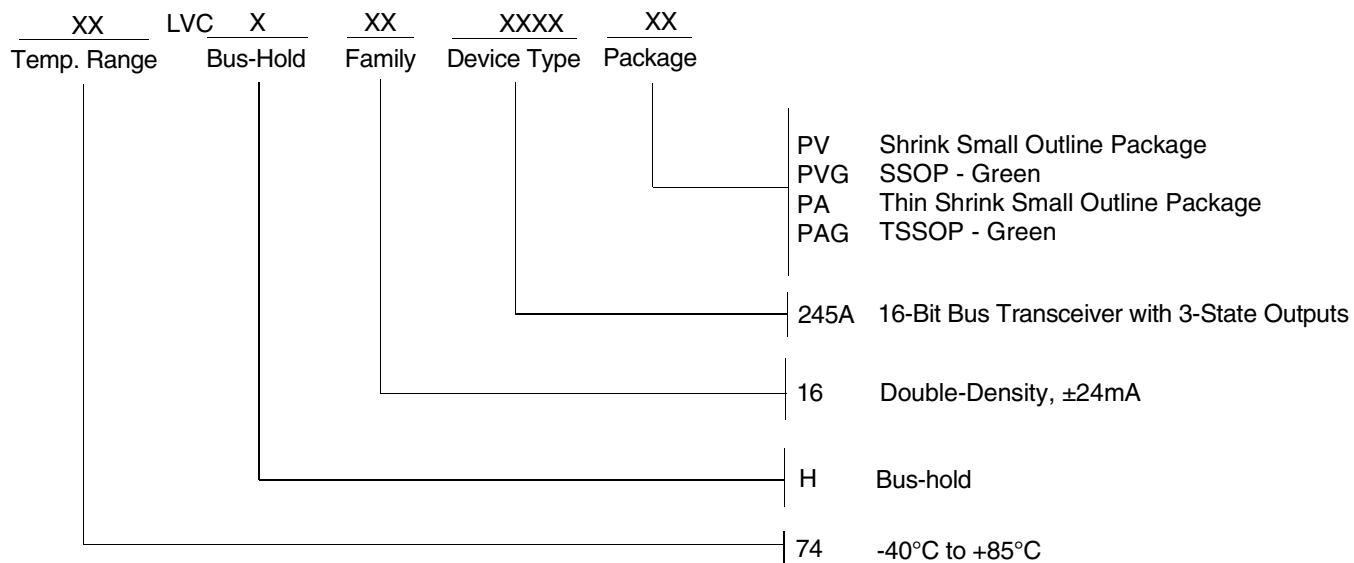 XX LVC X XX XXXX XX
Temp. Range Bus-Hold Family Device Type Package
PV Shrink Small Outline Package
PVG SSOP - Green
PA Thin Shrink Small Outline Package
PAG TSSOP - Green
245A 16-Bit Bus Transceiver with 3-State Outputs
16 Double-Density, ±24mA
H Bus-hold
74 -40°C to +85°C